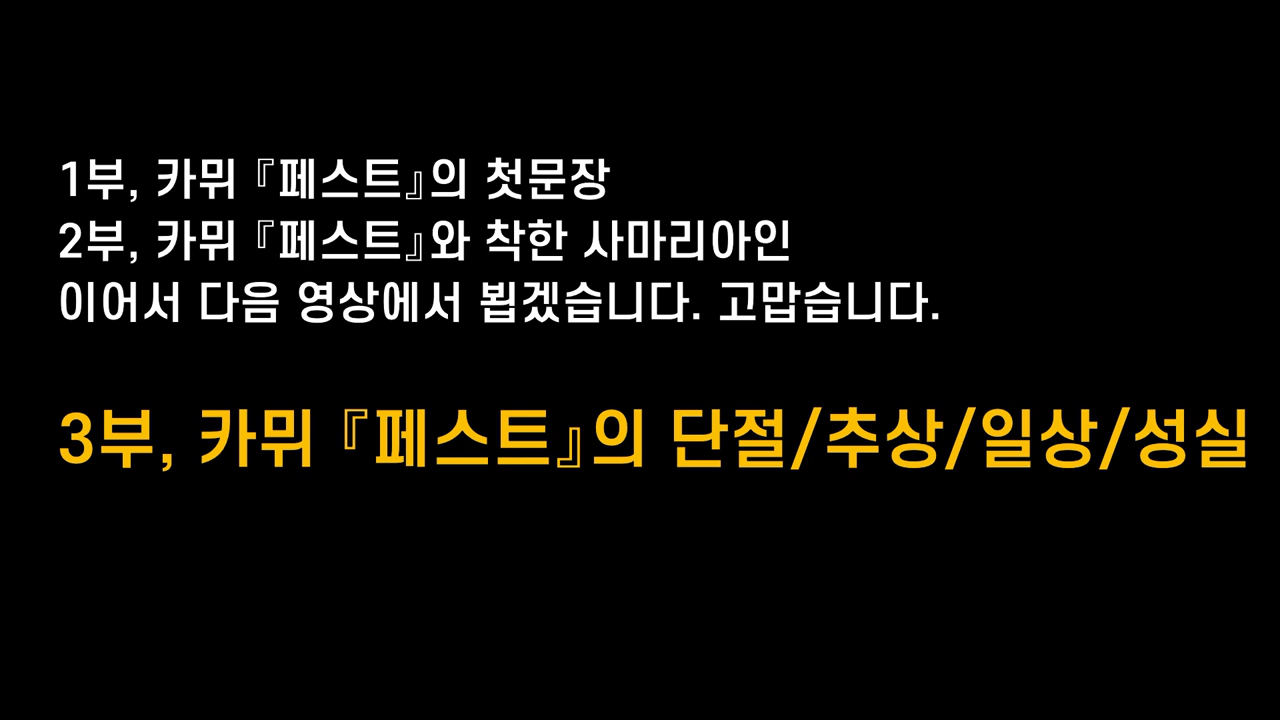 1부, 카뮈 『페스트』의 첫문장
2부, 카뮈 『페스트』와 착한 사마리아인
이어서 다음 영상에서 뵙겠습니다. 고맙습니다.
3부, 카뮈 『페스트』의 단절/추상/일상/성실